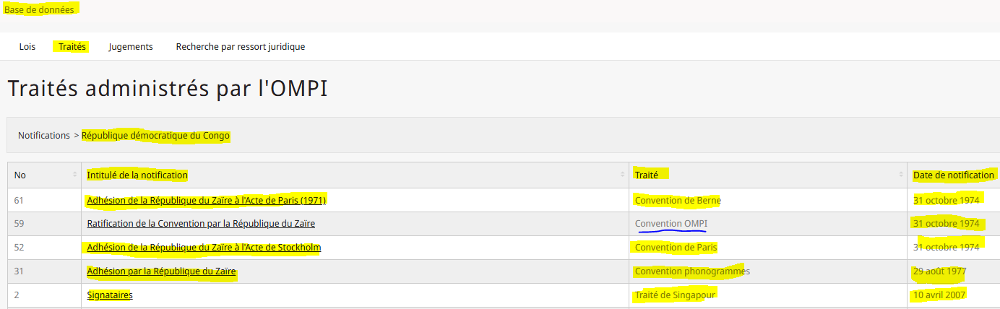 Base de données
Lois Traités Jugements Recherche par ressort juridique
Traités administrés par l'OMPI
Notifications > République démocratique du Congo
No Intitulé de la notification Traité Date de notification
61 Adhésion de la République du Zaïre à l'Acte de Paris (1971) Convention de Berne 31 octobre 1974
59 Ratification de la Convention par la République du Zaïre Convention OMPI 31 octobre 1974
52 Adhésion de la République du Zaïre à l'Acte de Stockholm Convention de Paris 31 octobre 1974
31 Adhésion par la République du Zaïre Convention phonogrammes 29 août 1977
2 Signataires Traité de Singapour 10 avril 2007